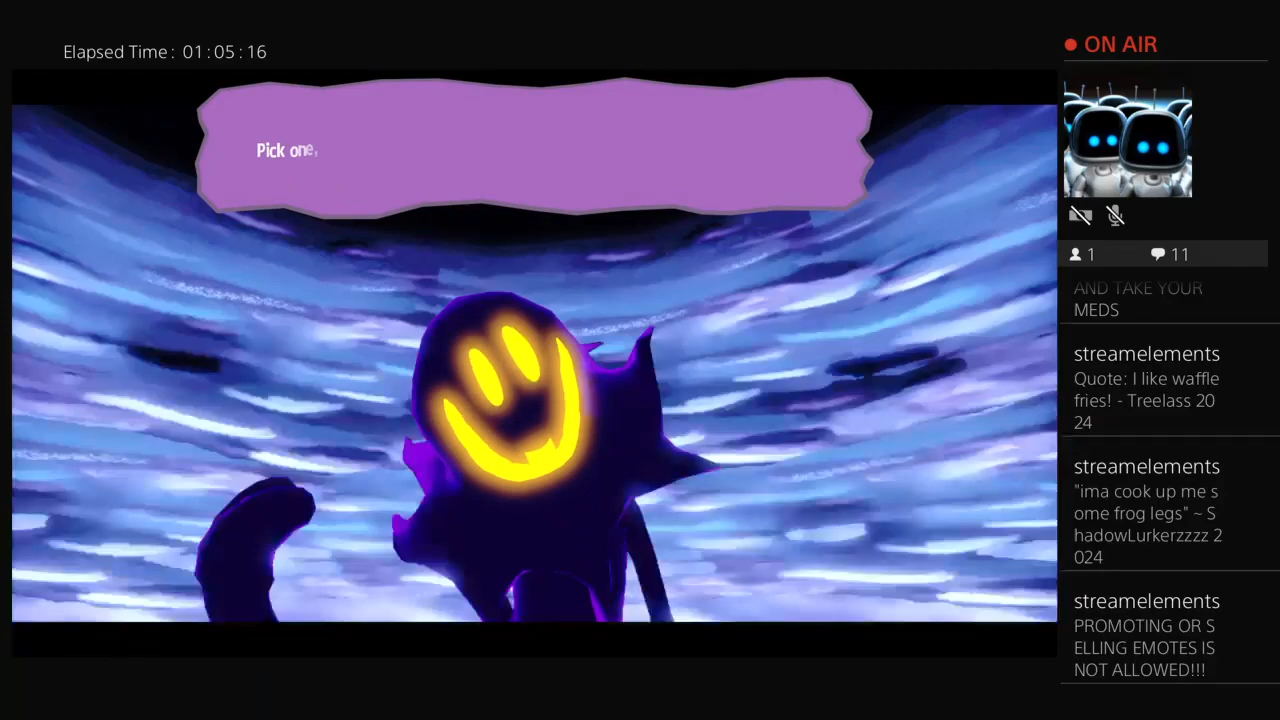 Elapsed Time: 01:05:16
ON AIR
Pick one,
1
11
AND TAKE YOUR
MEDS
streamelements
Quote: I like waffle
fries! - Treelass 20
24
streamelements
"ima cook up me s
ome frog legs" ~ S
hadowLurkerzzzz 2
024
streamelements
PROMOTING OR S
ELLING EMOTES IS
NOT ALLOWED!!!